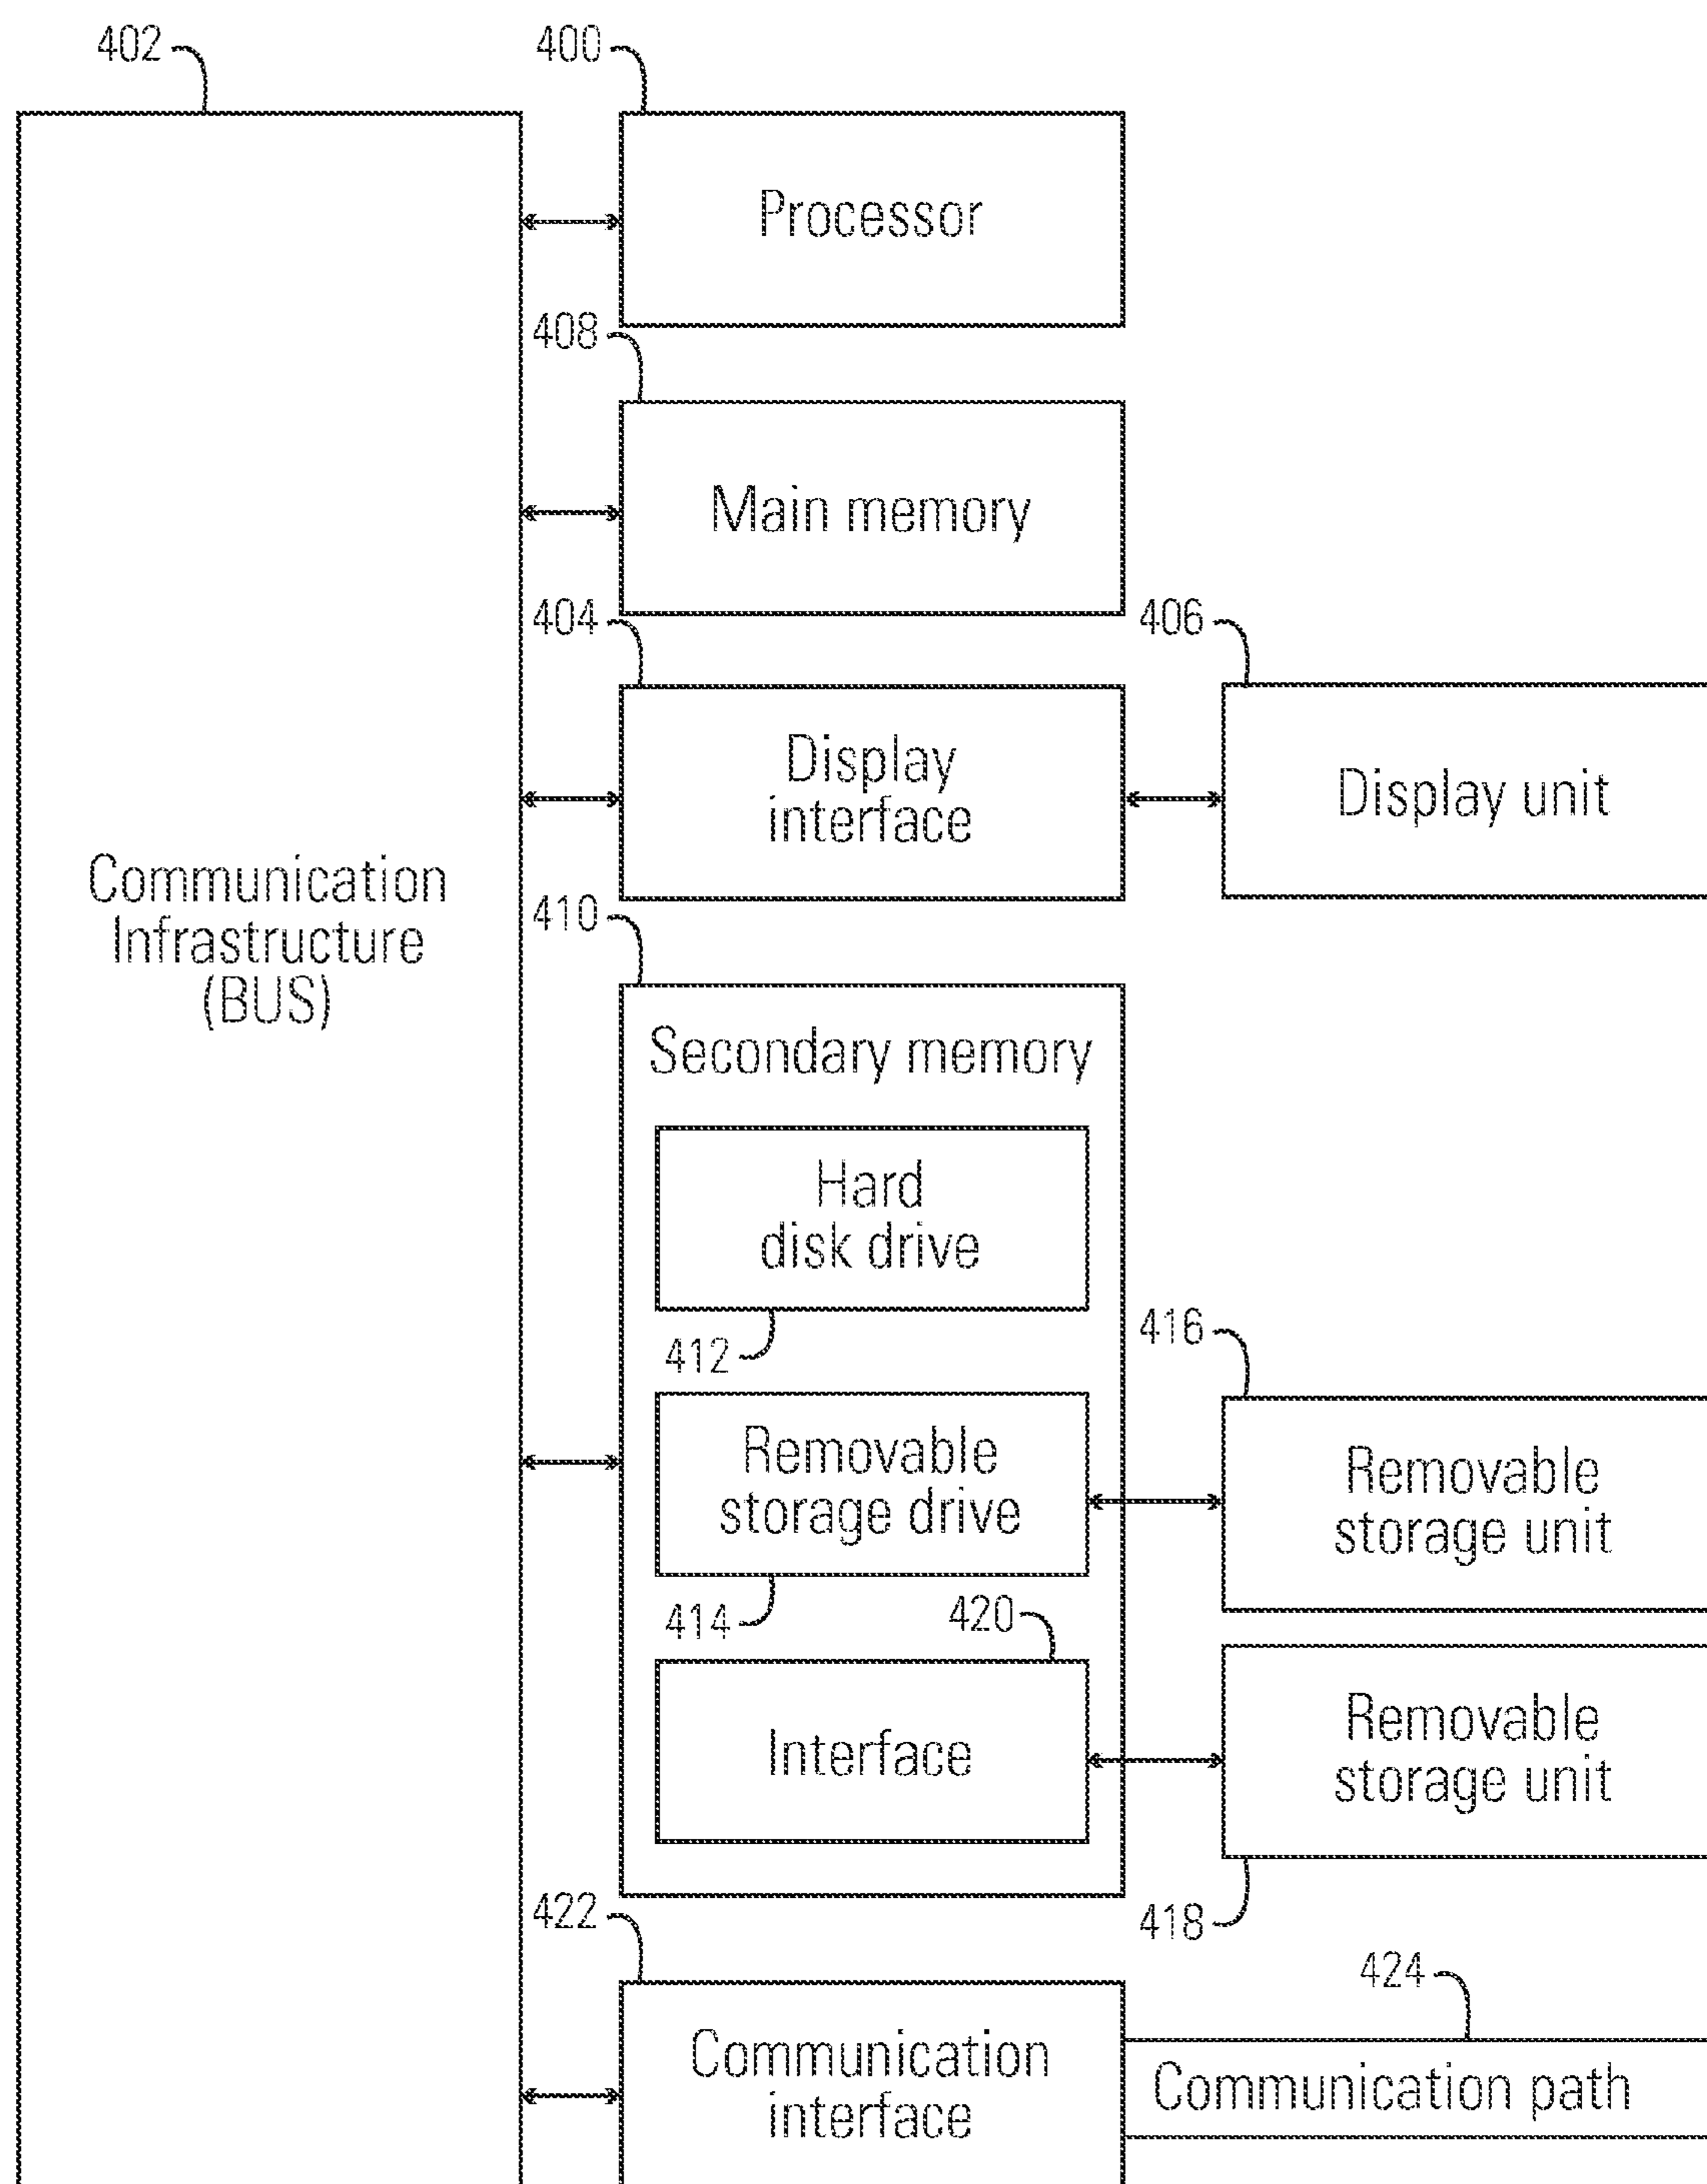 402
400
Processor
408
Main memory
404
406
Display
interface
Display unit
Communication
Infrastructure
(BUS)
410
Secondary memory
Hard
disk drive
412
416
Removable
storage drive
Removable
storage unit
414
420
Interface
Removable
storage unit
418
422
424
Communication
interface
Communication path